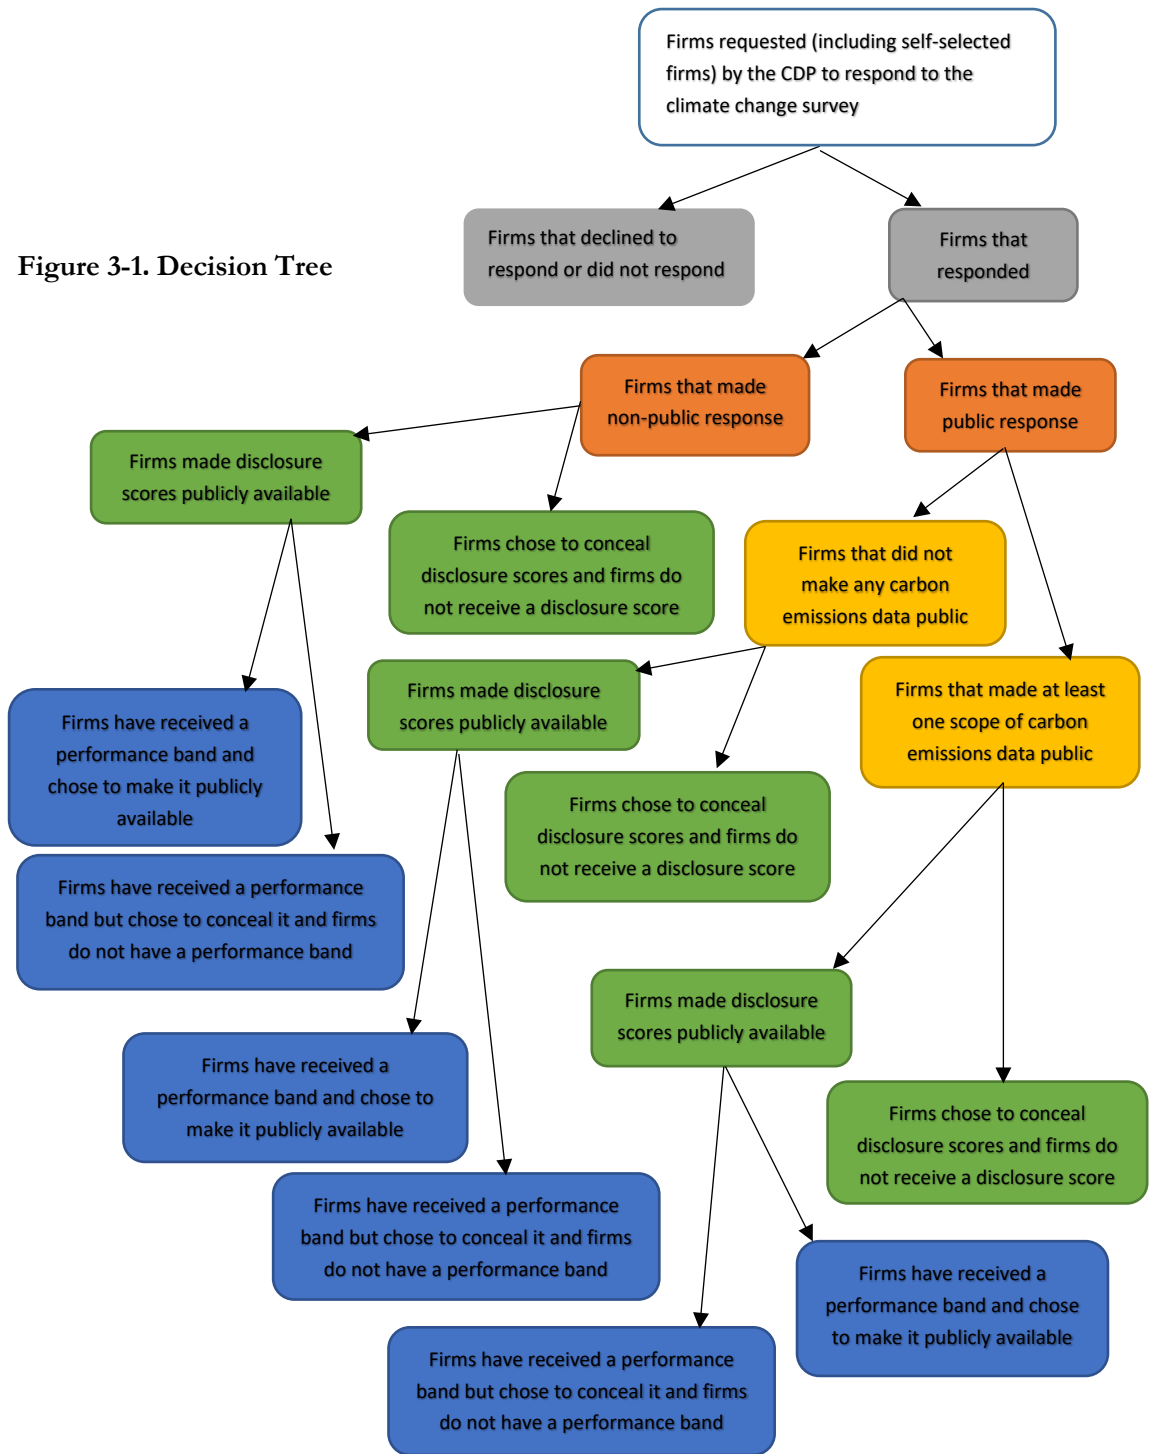 Firms requested (including self-selected
firms) by the CDP to respond to the
climate change survey
Firms that declined to
respond or did not respond
Firms that
responded
Figure 3-1. Decision Tree
Firms that made
non-public response
Firms that made
public response
Firms made disclosure
scores publicly available
Firms chose to conceal
disclosure scores and firms do
not receive a disclosure score
Firms that did not
make any carbon
emissions data public
Firms made disclosure
scores publicly available
Firms that made at least
one scope of carbon
emissions data public
Firms have received a
performance band and
chose to make it publicly
available
Firms chose to conceal
disclosure scores and firms do
not receive a disclosure score
Firms have received a performance
band but chose to conceal it and firms
do not have a performance band
Firms made disclosure
scores publicly available
Firms have received a
performance band and chose to
make it publicly available
Firms chose to conceal
disclosure scores and firms do
not receive a disclosure score
Firms have received a performance
band but chose to conceal it and firms
do not have a performance band
Firms have received a
performance band and chose
to make it publicly available
Firms have received a performance
band but chose to conceal it and firms
do not have a performance band